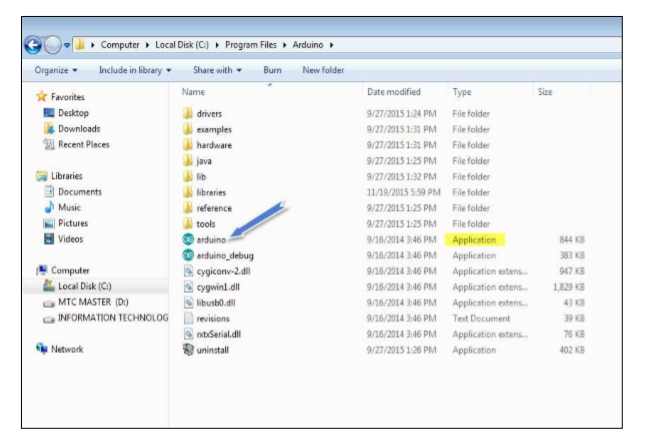 Computer Local Disk (C:) Program Files Arduino
Organize Include in library Share with Burn New folder
Name Date modified Type Size
Favorites
Desktop
Downloads
Recent Places
Libraries
Documents
Music
Pictures
Videos
Computer
Local Disk (C:)
MTC MASTER (D:)
INFORMATION TECHNOLOG
Network
drivers 9/27/2015 1:24 PM File folder
examples 9/27/2015 1:31 PM File folder
hardware 9/27/2015 1:31 PM File folder
java 9/27/2015 1:25 PM File folder
lib 9/27/2015 1:32 PM File folder
libraries 11/19/2015 5:59 PM File folder
reference 9/27/2015 1:25 PM File folder
tools 9/27/2015 1:25 PM File folder
arduino 9/16/2014 3:46 PM Application 844 KB
arduino_debug 9/16/2014 3:46 PM Application 383 KB
cygiconv-2.dll 9/16/2014 3:46 PM Application extens... 947 KB
cygwin1.dll 9/16/2014 3:46 PM Application extens... 1,829 KB
libusb0.dll 9/16/2014 3:46 PM Application extens... 43 KB
revisions 9/16/2014 3:46 PM Text Document 39 KB
rxtxSerial.dll 9/16/2014 3:46 PM Application extens... 76 KB
uninstall 9/27/2015 1:26 PM Application 402 KB